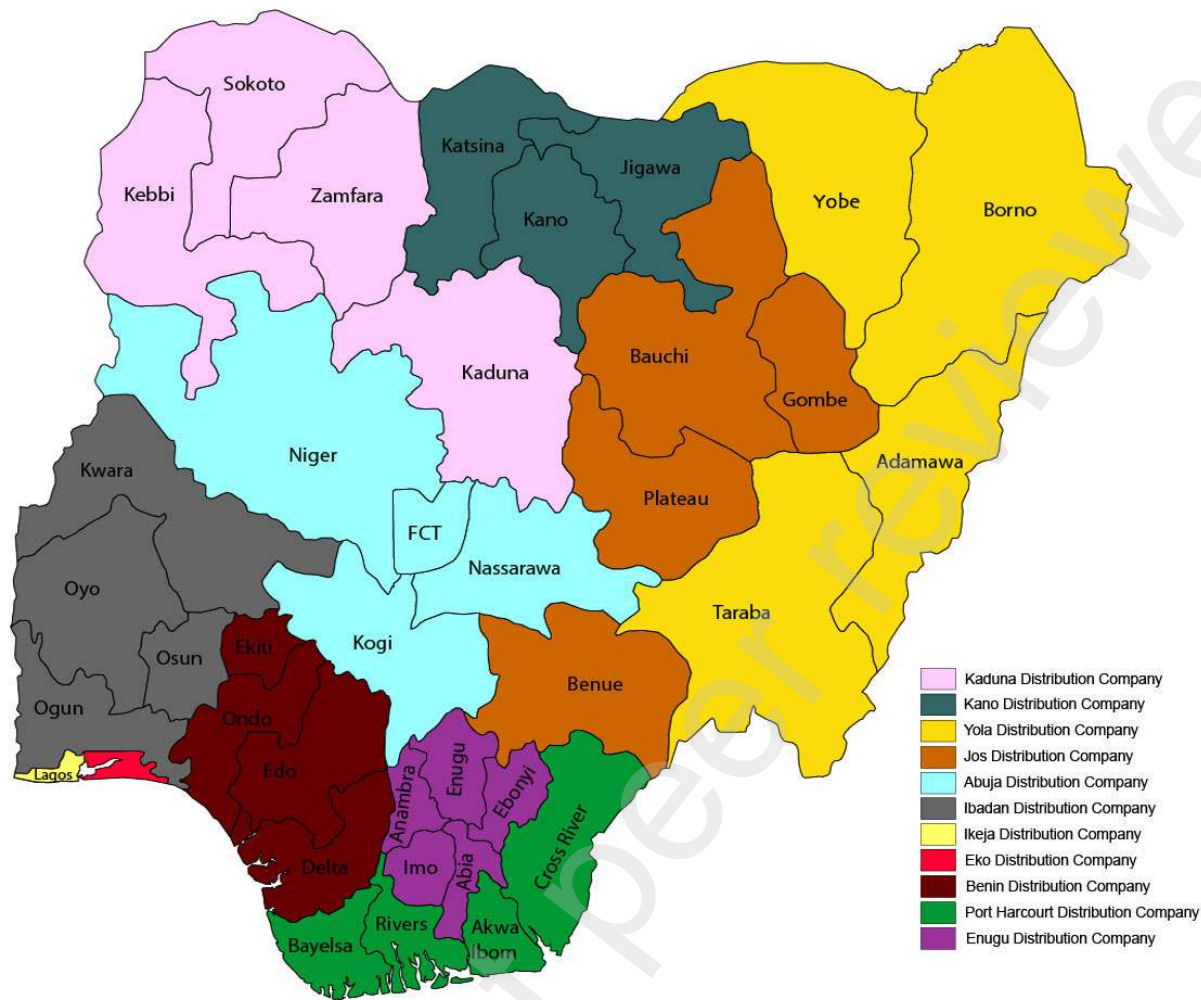 Sokoto
Katsina
Kebbi
Zamfara
Jigawa
Kano
Yobe
Borno
Kaduna
Bauchi
Gombe
Niger
Adamawa
Kwara
Plateau
FCT
Nassarawa
Oyo
Taraba
Kogi
Ekiti
Osun
Benue
Ogun
Ondo
Lagos
Edo
Anambra
Enugu
Ebonyi
Cross River
Delta
Imo
Abia
Rivers
Akwa
Ibom
Bayelsa
Kaduna Distribution Company
Kano Distribution Company
Yola Distribution Company
Jos Distribution Company
Abuja Distribution Company
Ibadan Distribution Company
Ikeja Distribution Company
Eko Distribution Company
Benin Distribution Company
Port Harcourt Distribution Company
Enugu Distribution Company
peer